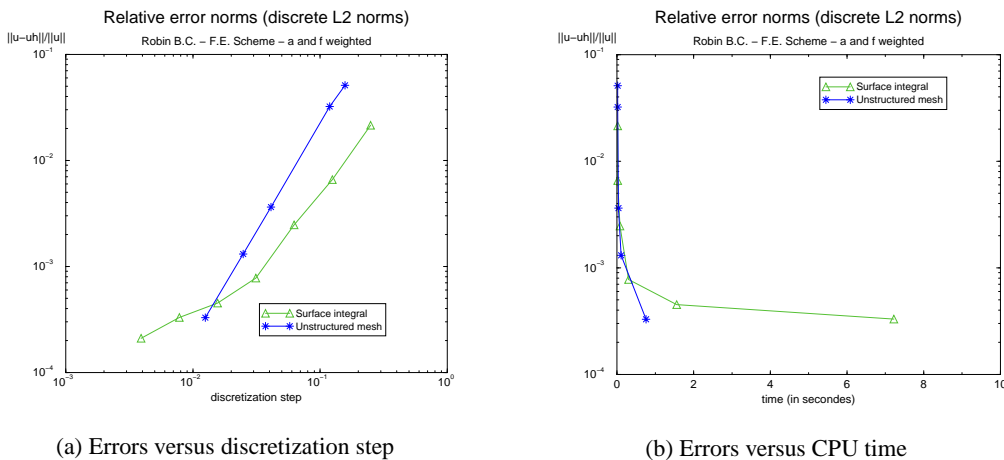 Relative error norms (discrete L2 norms)
Robin B.C. − F.E. Scheme − a and f weighted
||u−uh||/||u||
10^-1
10^-2
10^-3
10^-4
10^-3
10^-2
10^-1
10^0
discretization step
Surface integral
Unstructured mesh
(a) Errors versus discretization step
Relative error norms (discrete L2 norms)
Robin B.C. − F.E. Scheme − a and f weighted
||u−uh||/||u||
10^-1
10^-2
10^-3
10^-4
0
2
4
6
8
10
time (in secondes)
Surface integral
Unstructured mesh
(b) Errors versus CPU time